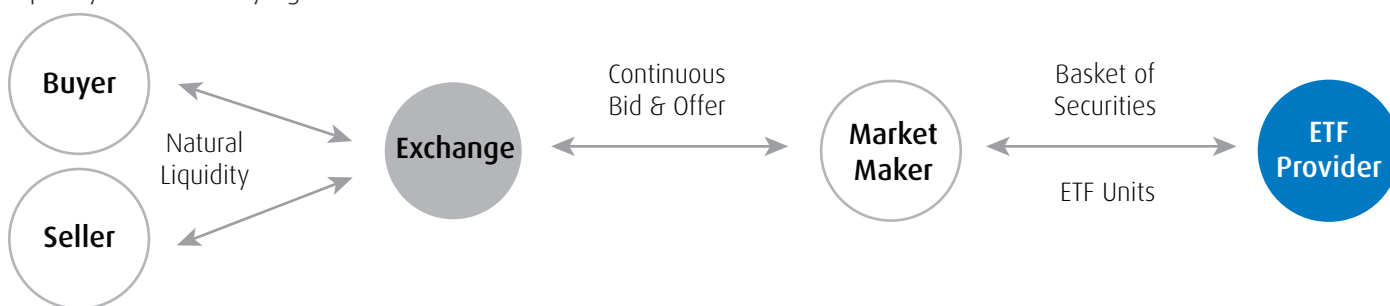 Buyer
Natural
Liquidity
Seller
Exchange
Continuous
Bid & Offer
Market
Maker
Basket of
Securities
ETF Units
ETF
Provider